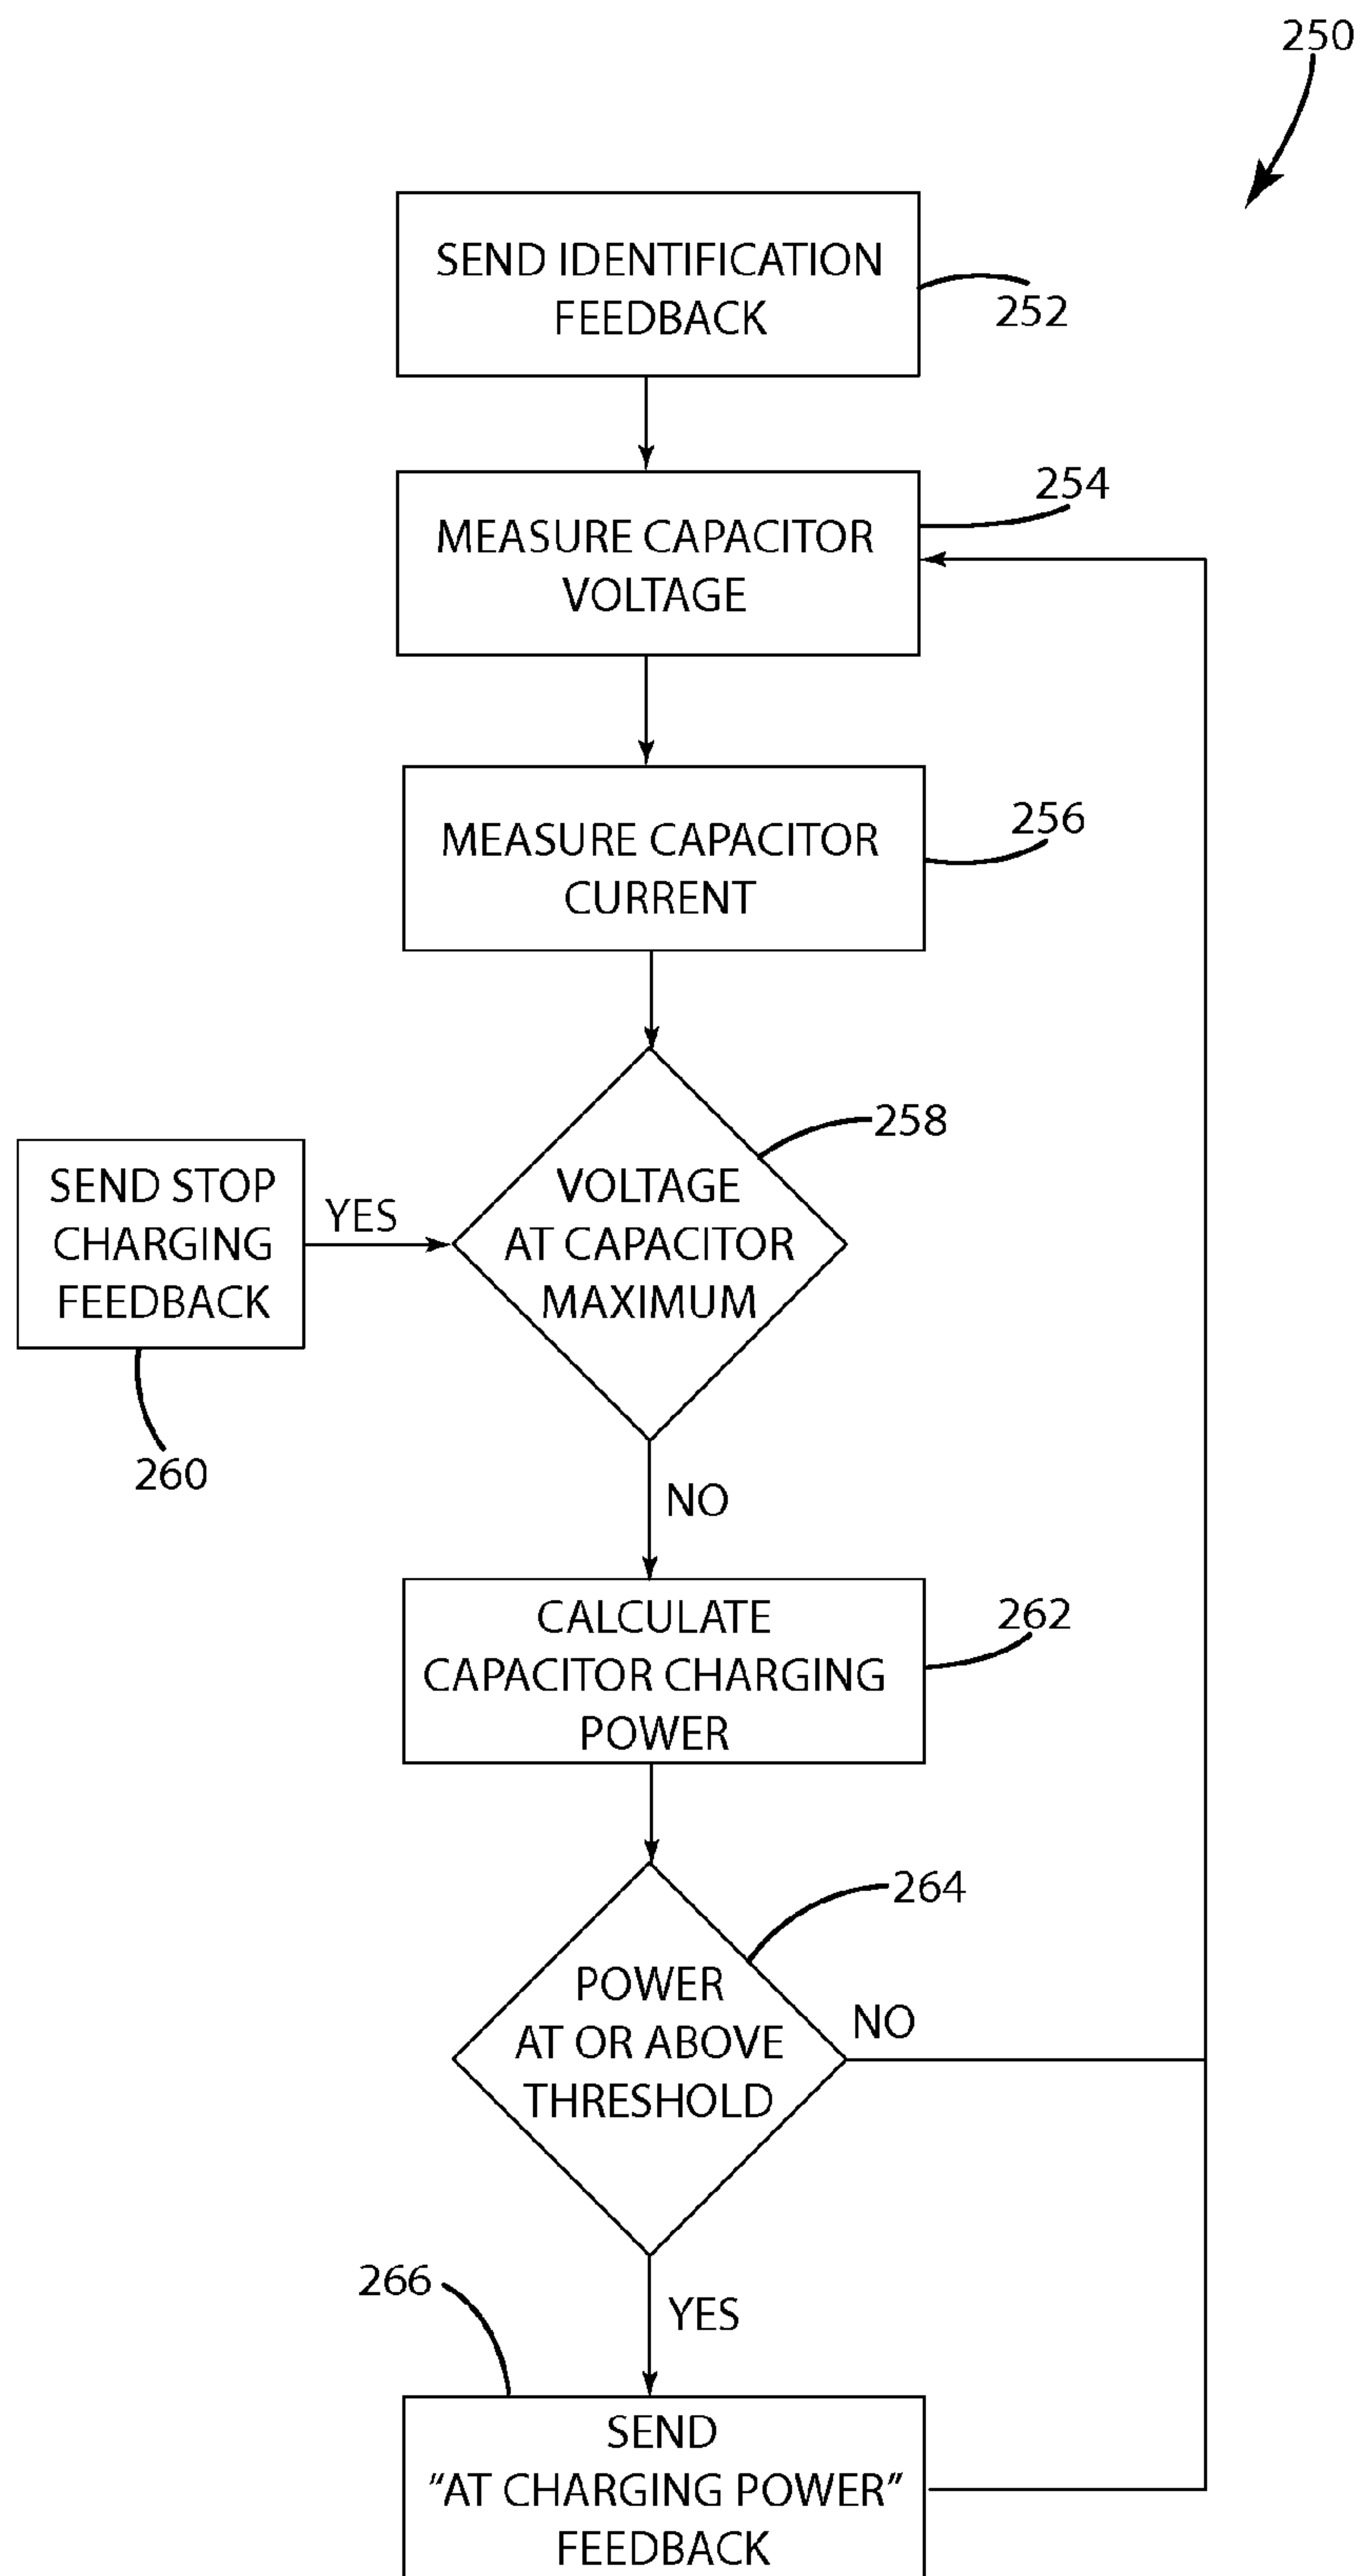 250
SEND IDENTIFICATION
FEEDBACK
252
254
MEASURE CAPACITOR
VOLTAGE
256
MEASURE CAPACITOR
CURRENT
258
VOLTAGE
AT CAPACITOR
MAXIMUM
SEND STOP
CHARGING
FEEDBACK
YES
260
NO
262
CALCULATE
CAPACITOR CHARGING
POWER
264
POWER
AT OR ABOVE
THRESHOLD
NO
266
YES
SEND
"AT CHARGING POWER"
FEEDBACK